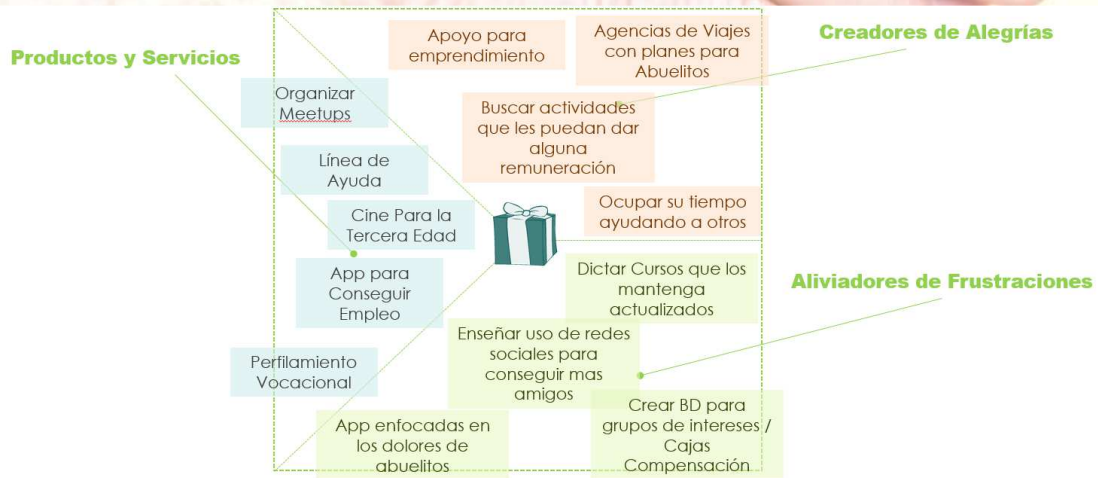 Productos y Servicios
Organizar
Meetups
Línea de
Ayuda
Cine Para la
Tercera Edad
App para
Conseguir
Empleo
Perfilamiento
Vocacional
Apoyo para
emprendimiento
Agencias de Viajes
con planes para
Abuelitos
Buscar actividades
que les puedan dar
alguna
remuneración
Ocupar su tiempo
ayudando a otros
Creadores de Alegrías
Dictar Cursos que los
mantenga
actualizados
Enseñar uso de redes
sociales para
conseguir mas
amigos
Crear BD para
grupos de intereses /
Cajas
Compensación
App enfocadas en
los dolores de
abuelitos
Aliviadores de Frustraciones